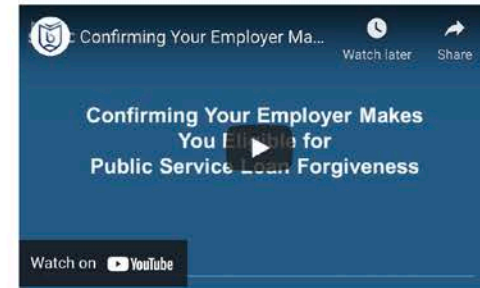 Confirming Your Employer Ma...
Watch later
Share
Confirming Your Employer Makes
You Eligible for
Public Service Loan Forgiveness
Watch on YouTube